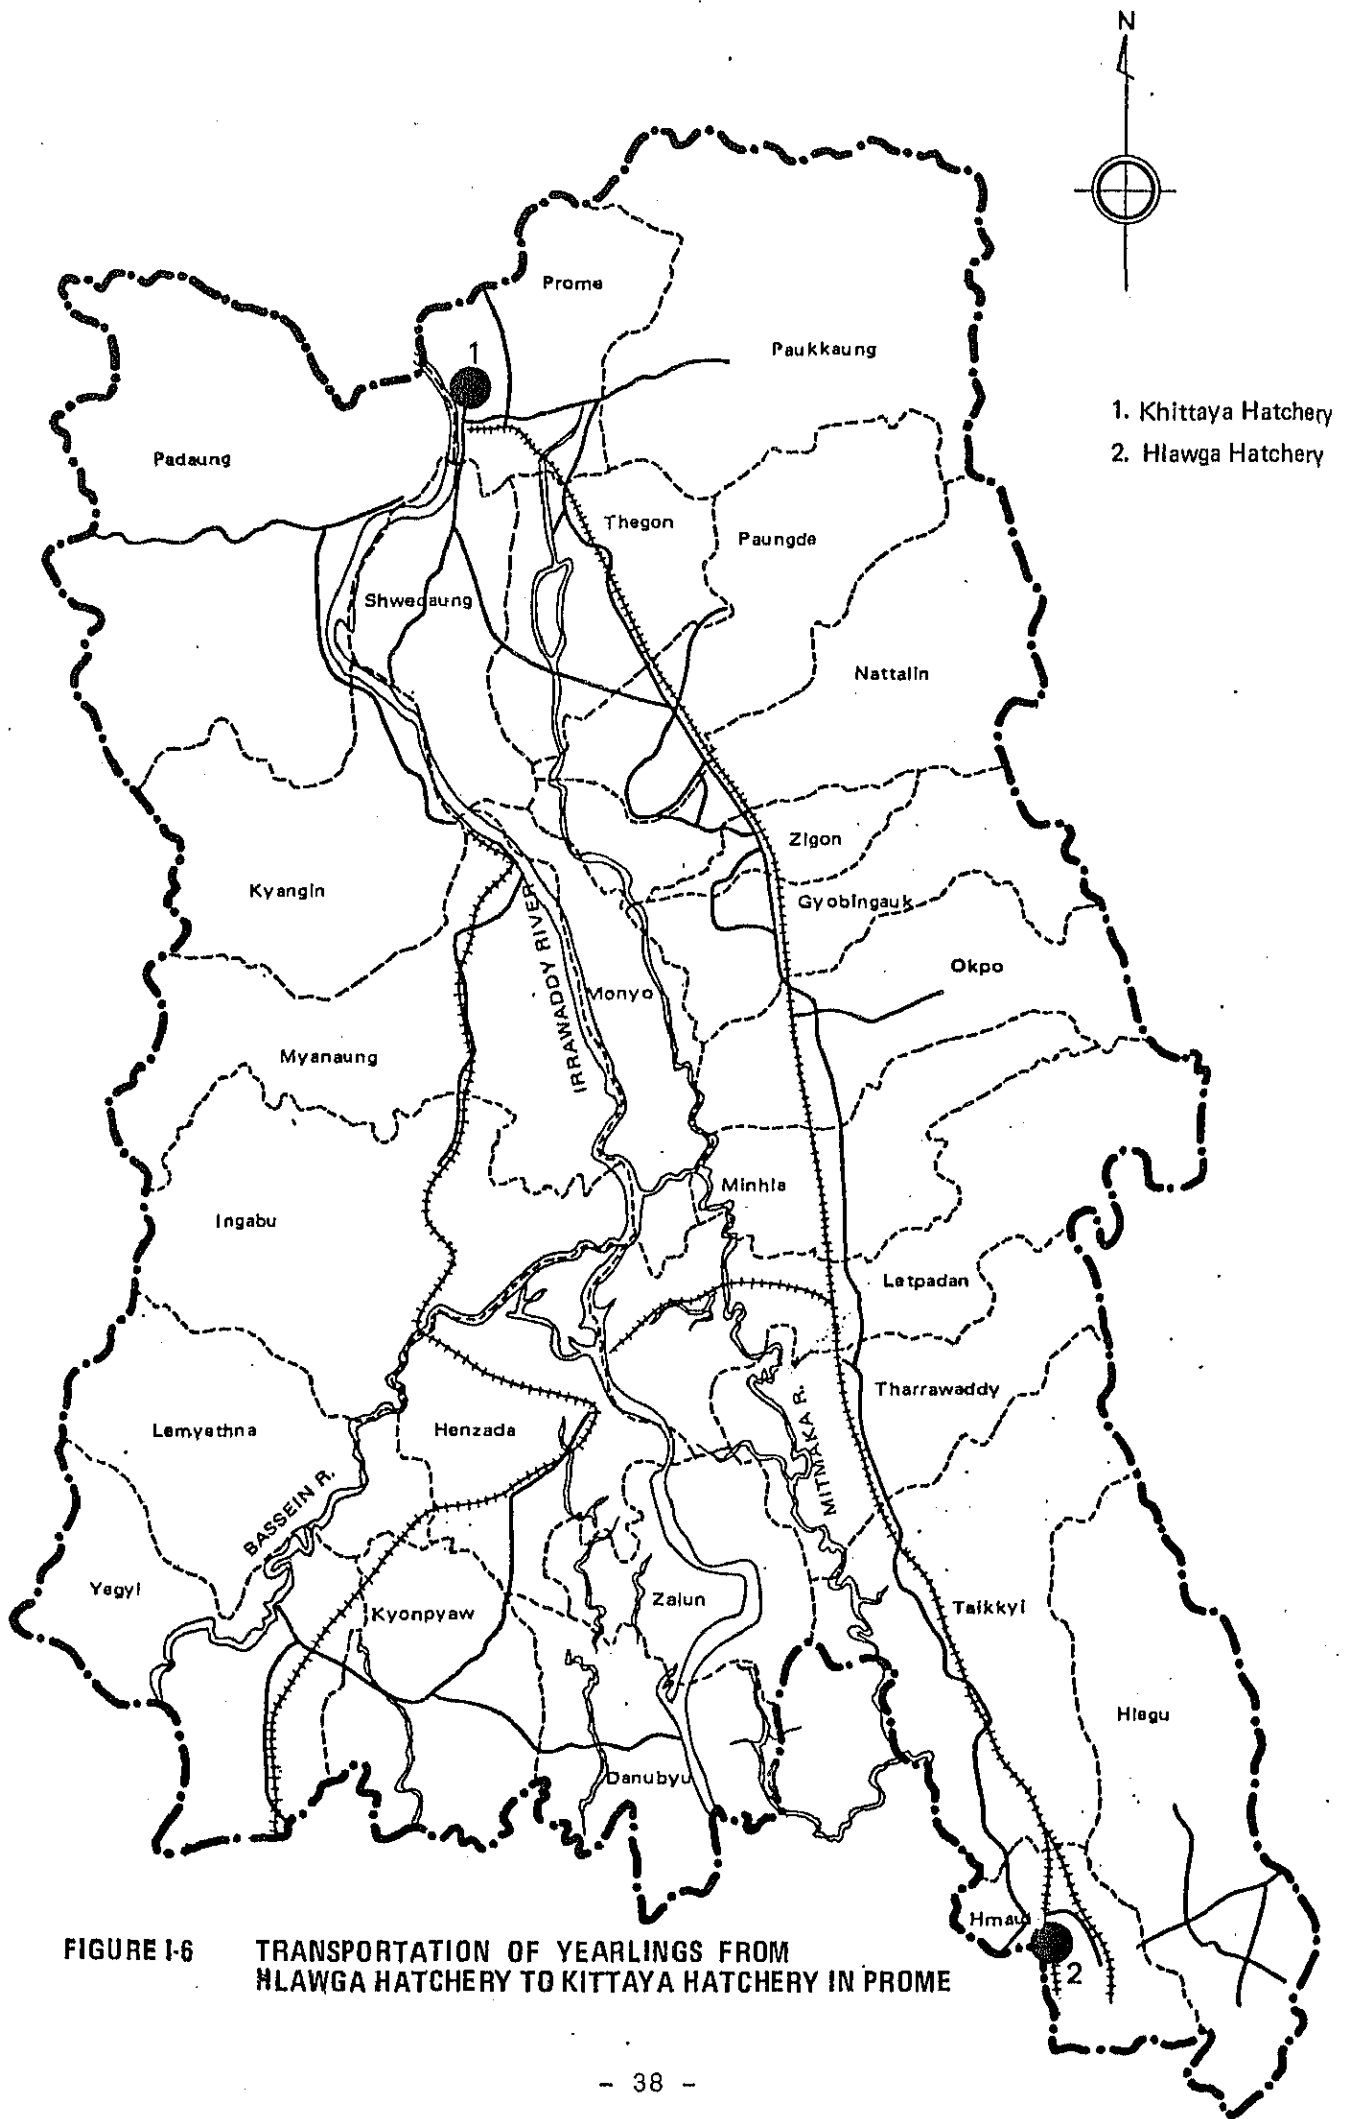 N
Prome
1
Paukkaung
1. Khittaya Hatchery
2. Hlawga Hatchery
Padaung
Thegon
Paungde
Shwedaung
Nattalin
Zigon
Kyangin
Gyobingauk
IRRAWADDY RIVER
Okpo
Monyo
Myanaung
Minhla
Ingabu
Latpadan
Tharrawaddy
Lemyethna
Henzada
MITMAKA R.
BASSEIN R.
Yegyi
Kyonpyaw
Zalun
Taikkyi
Hlegu
Danubyu
Hmawi
2
FIGURE I-6 TRANSPORTATION OF YEARLINGS FROM
HLAWGA HATCHERY TO KITTAYA HATCHERY IN PROME
- 38 -